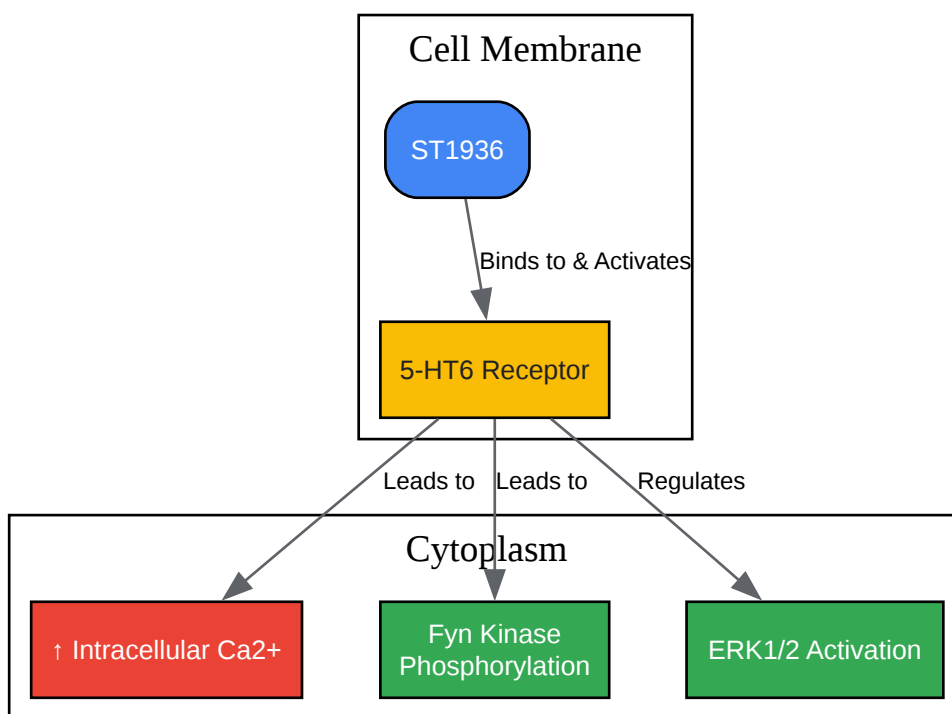 Cell Membrane
ST1936
Binds to & Activates
5-HT6 Receptor
Leads to
Leads to
Regulates
Cytoplasm
↑ Intracellular Ca2+
Fyn Kinase
Phosphorylation
ERK1/2 Activation